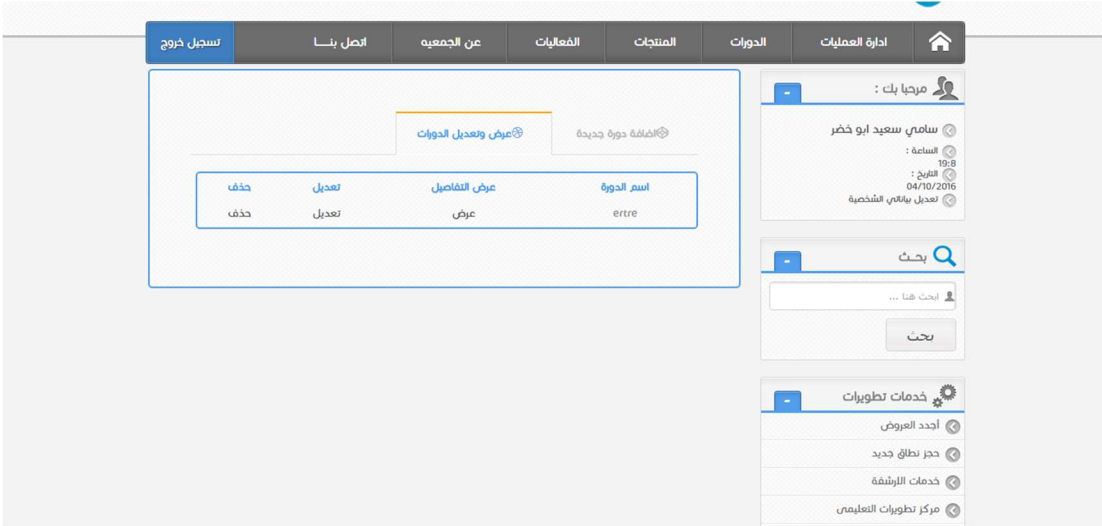 ادارة العمليات
الدورات
المنتجات
الفعاليات
عن الجمعيه
اتصل بنـــا
تسجيل خروج
مرحبا بك :
-
سامي سعيد ابو خضر
الساعة :
19:8
التاريخ :
04/10/2016
تعديل بياناتي الشخصية
بحـث
-
ابحث هنا ...
بحث
خدمات تطويرات
-
أجدد العروض
حجز نطاق جديد
خدمات الارشفة
مركز تطويرات التعليمى
اضافة دورة جديدة
عرض وتعديل الدورات
اسم الدورة عرض التفاصيل تعديل حذف
ertre عرض تعديل حذف